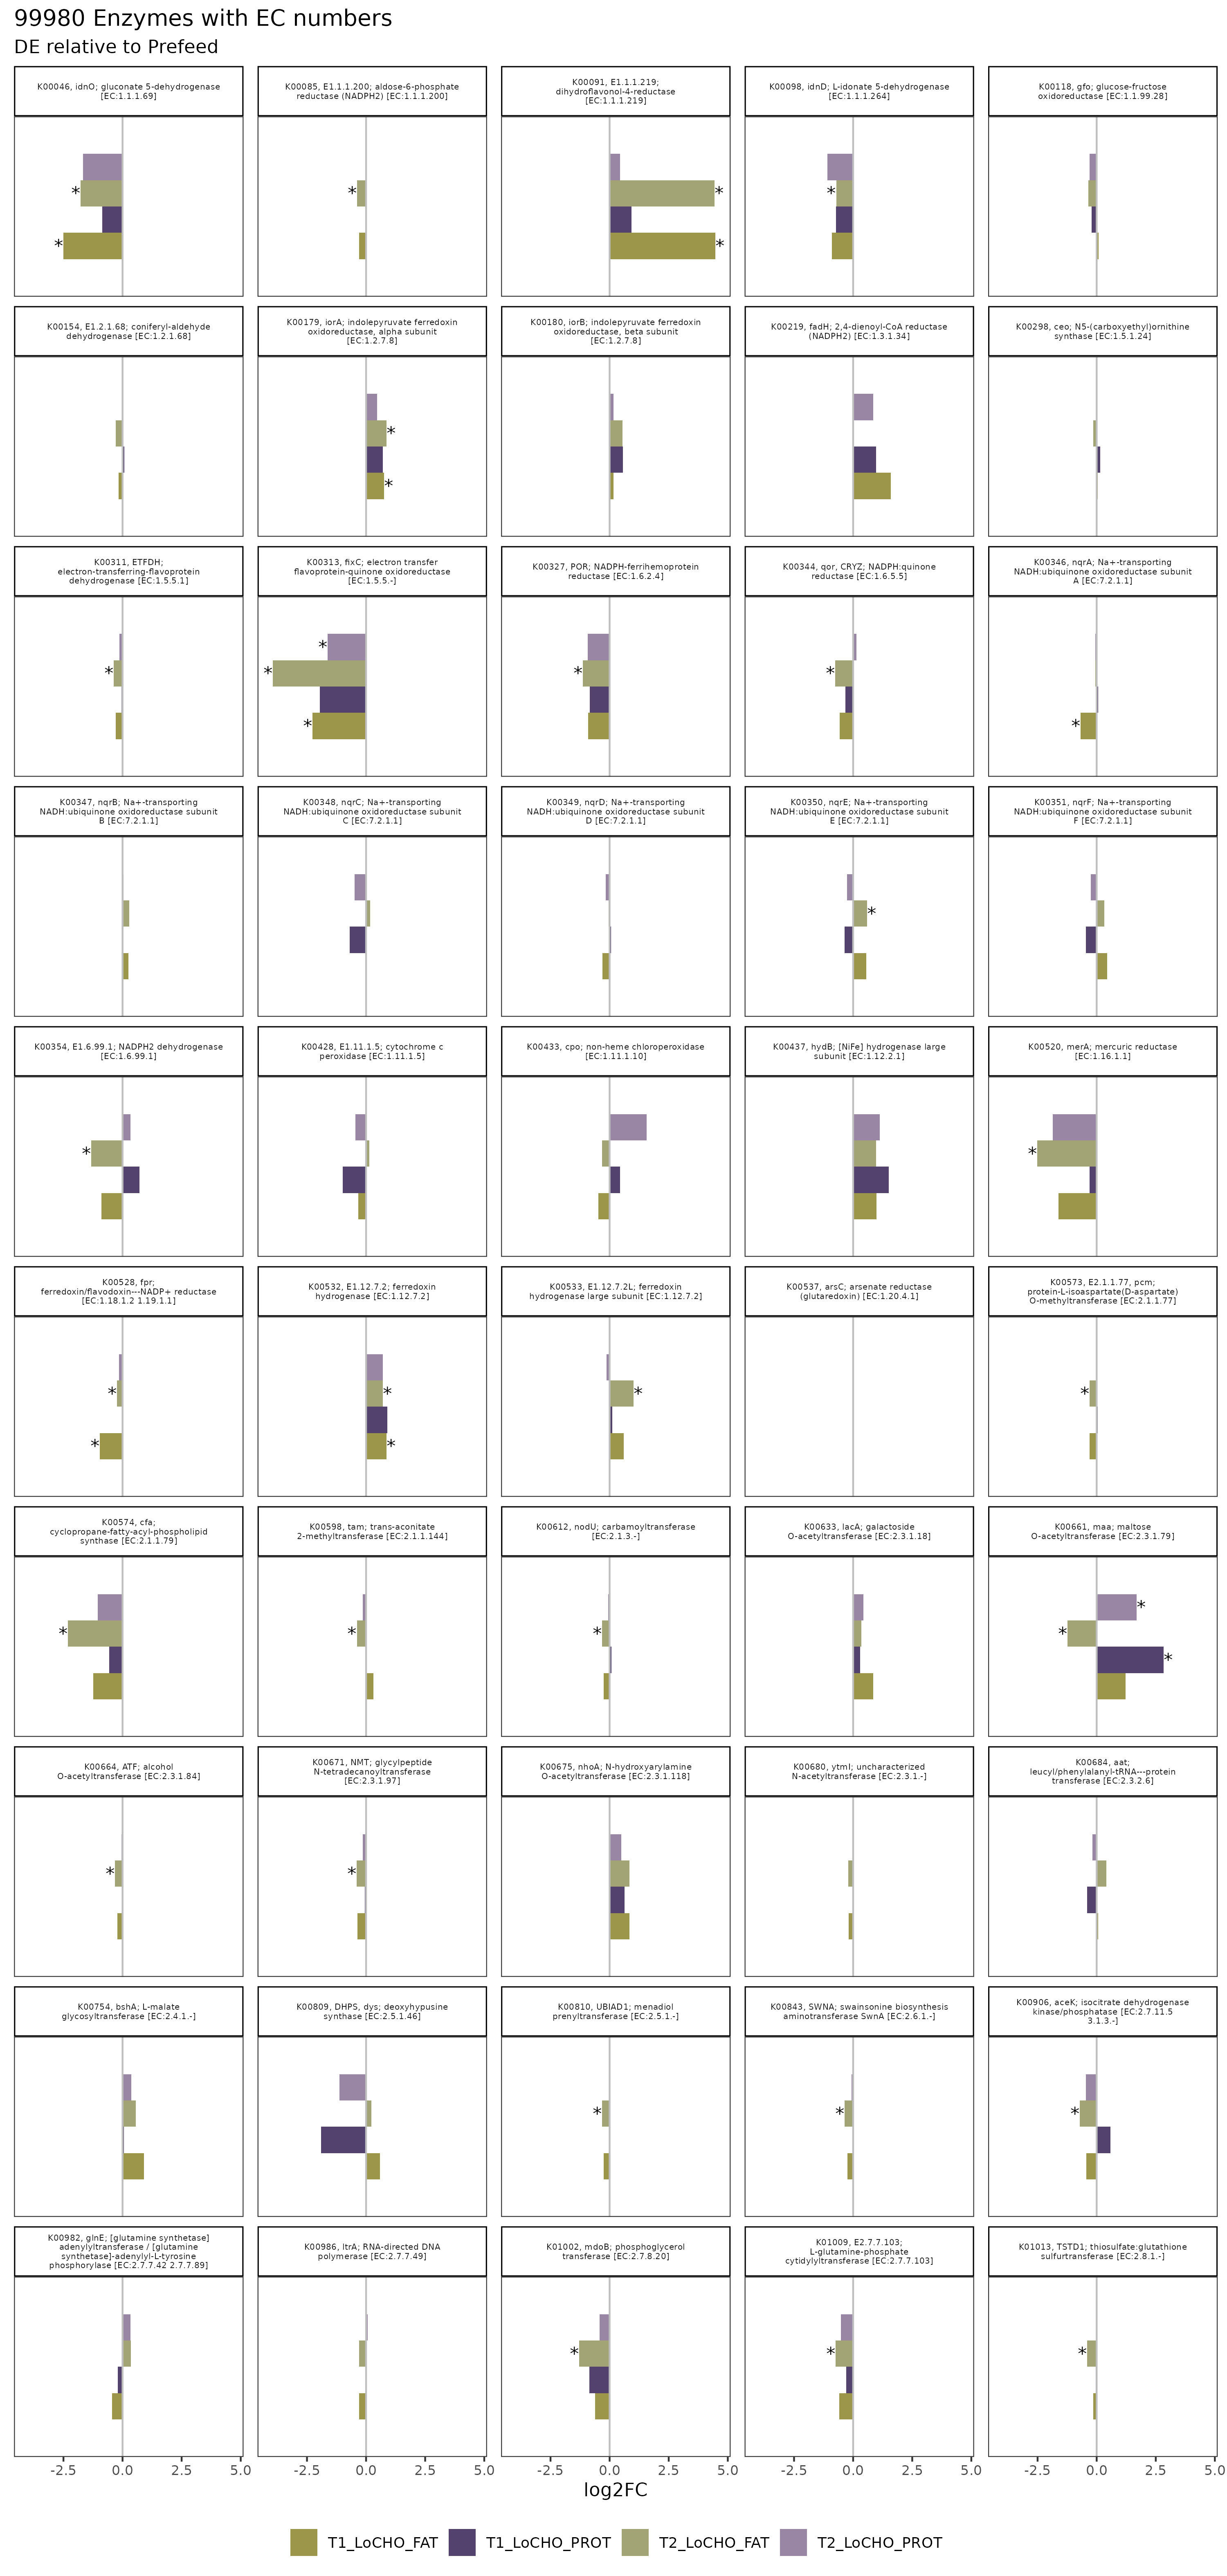 99980 Enzymes with EC numbers
DE relative to Prefeed
K00046, idnO; gluconate 5-dehydrogenase
[EC:1.1.1.69]
K00085, E1.1.1.200; aldose-6-phosphate
reductase (NADPH2) [EC:1.1.1.200]
K00091, E1.1.1.219;
dihydroflavonol-4-reductase
[EC:1.1.1.219]
K00098, idnD; L-idonate 5-dehydrogenase
[EC:1.1.1.264]
K00118, gfo; glucose-fructose
oxidoreductase [EC:1.1.99.28]
*
*
*
*
*
*
K00154, E1.2.1.68; coniferyl-aldehyde
dehydrogenase [EC:1.2.1.68]
K00179, iorA; indolepyruvate ferredoxin
oxidoreductase, alpha subunit
[EC:1.2.7.8]
K00180, iorB; indolepyruvate ferredoxin
oxidoreductase, beta subunit
[EC:1.2.7.8]
K00219, fadH; 2,4-dienoyl-CoA reductase
(NADPH2) [EC:1.3.1.34]
K00298, ceo; N5-(carboxyethyl)ornithine
synthase [EC:1.5.1.24]
*
*
K00311, ETFDH;
electron-transferring-flavoprotein
dehydrogenase [EC:1.5.5.1]
K00313, fixC; electron transfer
flavoprotein-quinone oxidoreductase
[EC:1.5.5.-]
K00327, POR; NADPH-ferrihemoprotein
reductase [EC:1.6.2.4]
K00344, qor, CRYZ; NADPH:quinone
reductase [EC:1.6.5.5]
K00346, nqrA; Na+-transporting
NADH:ubiquinone oxidoreductase subunit
A [EC:7.2.1.1]
*
*
*
*
*
*
*
K00347, nqrB; Na+-transporting
NADH:ubiquinone oxidoreductase subunit
B [EC:7.2.1.1]
K00348, nqrC; Na+-transporting
NADH:ubiquinone oxidoreductase subunit
C [EC:7.2.1.1]
K00349, nqrD; Na+-transporting
NADH:ubiquinone oxidoreductase subunit
D [EC:7.2.1.1]
K00350, nqrE; Na+-transporting
NADH:ubiquinone oxidoreductase subunit
E [EC:7.2.1.1]
K00351, nqrF; Na+-transporting
NADH:ubiquinone oxidoreductase subunit
F [EC:7.2.1.1]
*
K00354, E1.6.99.1; NADPH2 dehydrogenase
[EC:1.6.99.1]
K00428, E1.11.1.5; cytochrome c
peroxidase [EC:1.11.1.5]
K00433, cpo; non-heme chloroperoxidase
[EC:1.11.1.10]
K00437, hydB; [NiFe] hydrogenase large
subunit [EC:1.12.2.1]
K00520, merA; mercuric reductase
[EC:1.16.1.1]
*
*
K00528, fpr;
ferredoxin/flavodoxin---NADP+ reductase
[EC:1.18.1.2 1.19.1.1]
K00532, E1.12.7.2; ferredoxin
hydrogenase [EC:1.12.7.2]
K00533, E1.12.7.2L; ferredoxin
hydrogenase large subunit [EC:1.12.7.2]
K00537, arsC; arsenate reductase
(glutaredoxin) [EC:1.20.4.1]
K00573, E2.1.1.77, pcm;
protein-L-isoaspartate(D-aspartate)
O-methyltransferase [EC:2.1.1.77]
*
*
*
*
*
*
K00574, cfa;
cyclopropane-fatty-acyl-phospholipid
synthase [EC:2.1.1.79]
K00598, tam; trans-aconitate
2-methyltransferase [EC:2.1.1.144]
K00612, nodU; carbamoyltransferase
[EC:2.1.3.-]
K00633, lacA; galactoside
O-acetyltransferase [EC:2.3.1.18]
K00661, maa; maltose
O-acetyltransferase [EC:2.3.1.79]
*
*
*
*
*
*
K00664, ATF; alcohol
O-acetyltransferase [EC:2.3.1.84]
K00671, NMT; glycylpeptide
N-tetradecanoyltransferase
[EC:2.3.1.97]
K00675, nhoA; N-hydroxyarylamine
O-acetyltransferase [EC:2.3.1.118]
K00680, ytmI; uncharacterized
N-acetyltransferase [EC:2.3.1.-]
K00684, aat;
leucyl/phenylalanyl-tRNA---protein
transferase [EC:2.3.2.6]
*
*
K00754, bshA; L-malate
glycosyltransferase [EC:2.4.1.-]
K00809, DHPS, dys; deoxyhypusine
synthase [EC:2.5.1.46]
K00810, UBIAD1; menadiol
prenyltransferase [EC:2.5.1.-]
K00843, SWNA; swainsonine biosynthesis
aminotransferase SwnA [EC:2.6.1.-]
K00906, aceK; isocitrate dehydrogenase
kinase/phosphatase [EC:2.7.11.5
3.1.3.-]
*
*
*
K00982, glnE; [glutamine synthetase]
adenylyltransferase / [glutamine
synthetase]-adenylyl-L-tyrosine
phosphorylase [EC:2.7.7.42 2.7.7.89]
K00986, ltrA; RNA-directed DNA
polymerase [EC:2.7.7.49]
K01002, mdoB; phosphoglycerol
transferase [EC:2.7.8.20]
K01009, E2.7.7.103;
L-glutamine-phosphate
cytidylyltransferase [EC:2.7.7.103]
K01013, TSTD1; thiosulfate:glutathione
sulfurtransferase [EC:2.8.1.-]
*
*
*
-2.5 0.0 2.5 5.0
-2.5 0.0 2.5 5.0
-2.5 0.0 2.5 5.0
-2.5 0.0 2.5 5.0
-2.5 0.0 2.5 5.0
log2FC
T1_LoCHO_FAT T1_LoCHO_PROT T2_LoCHO_FAT T2_LoCHO_PROT